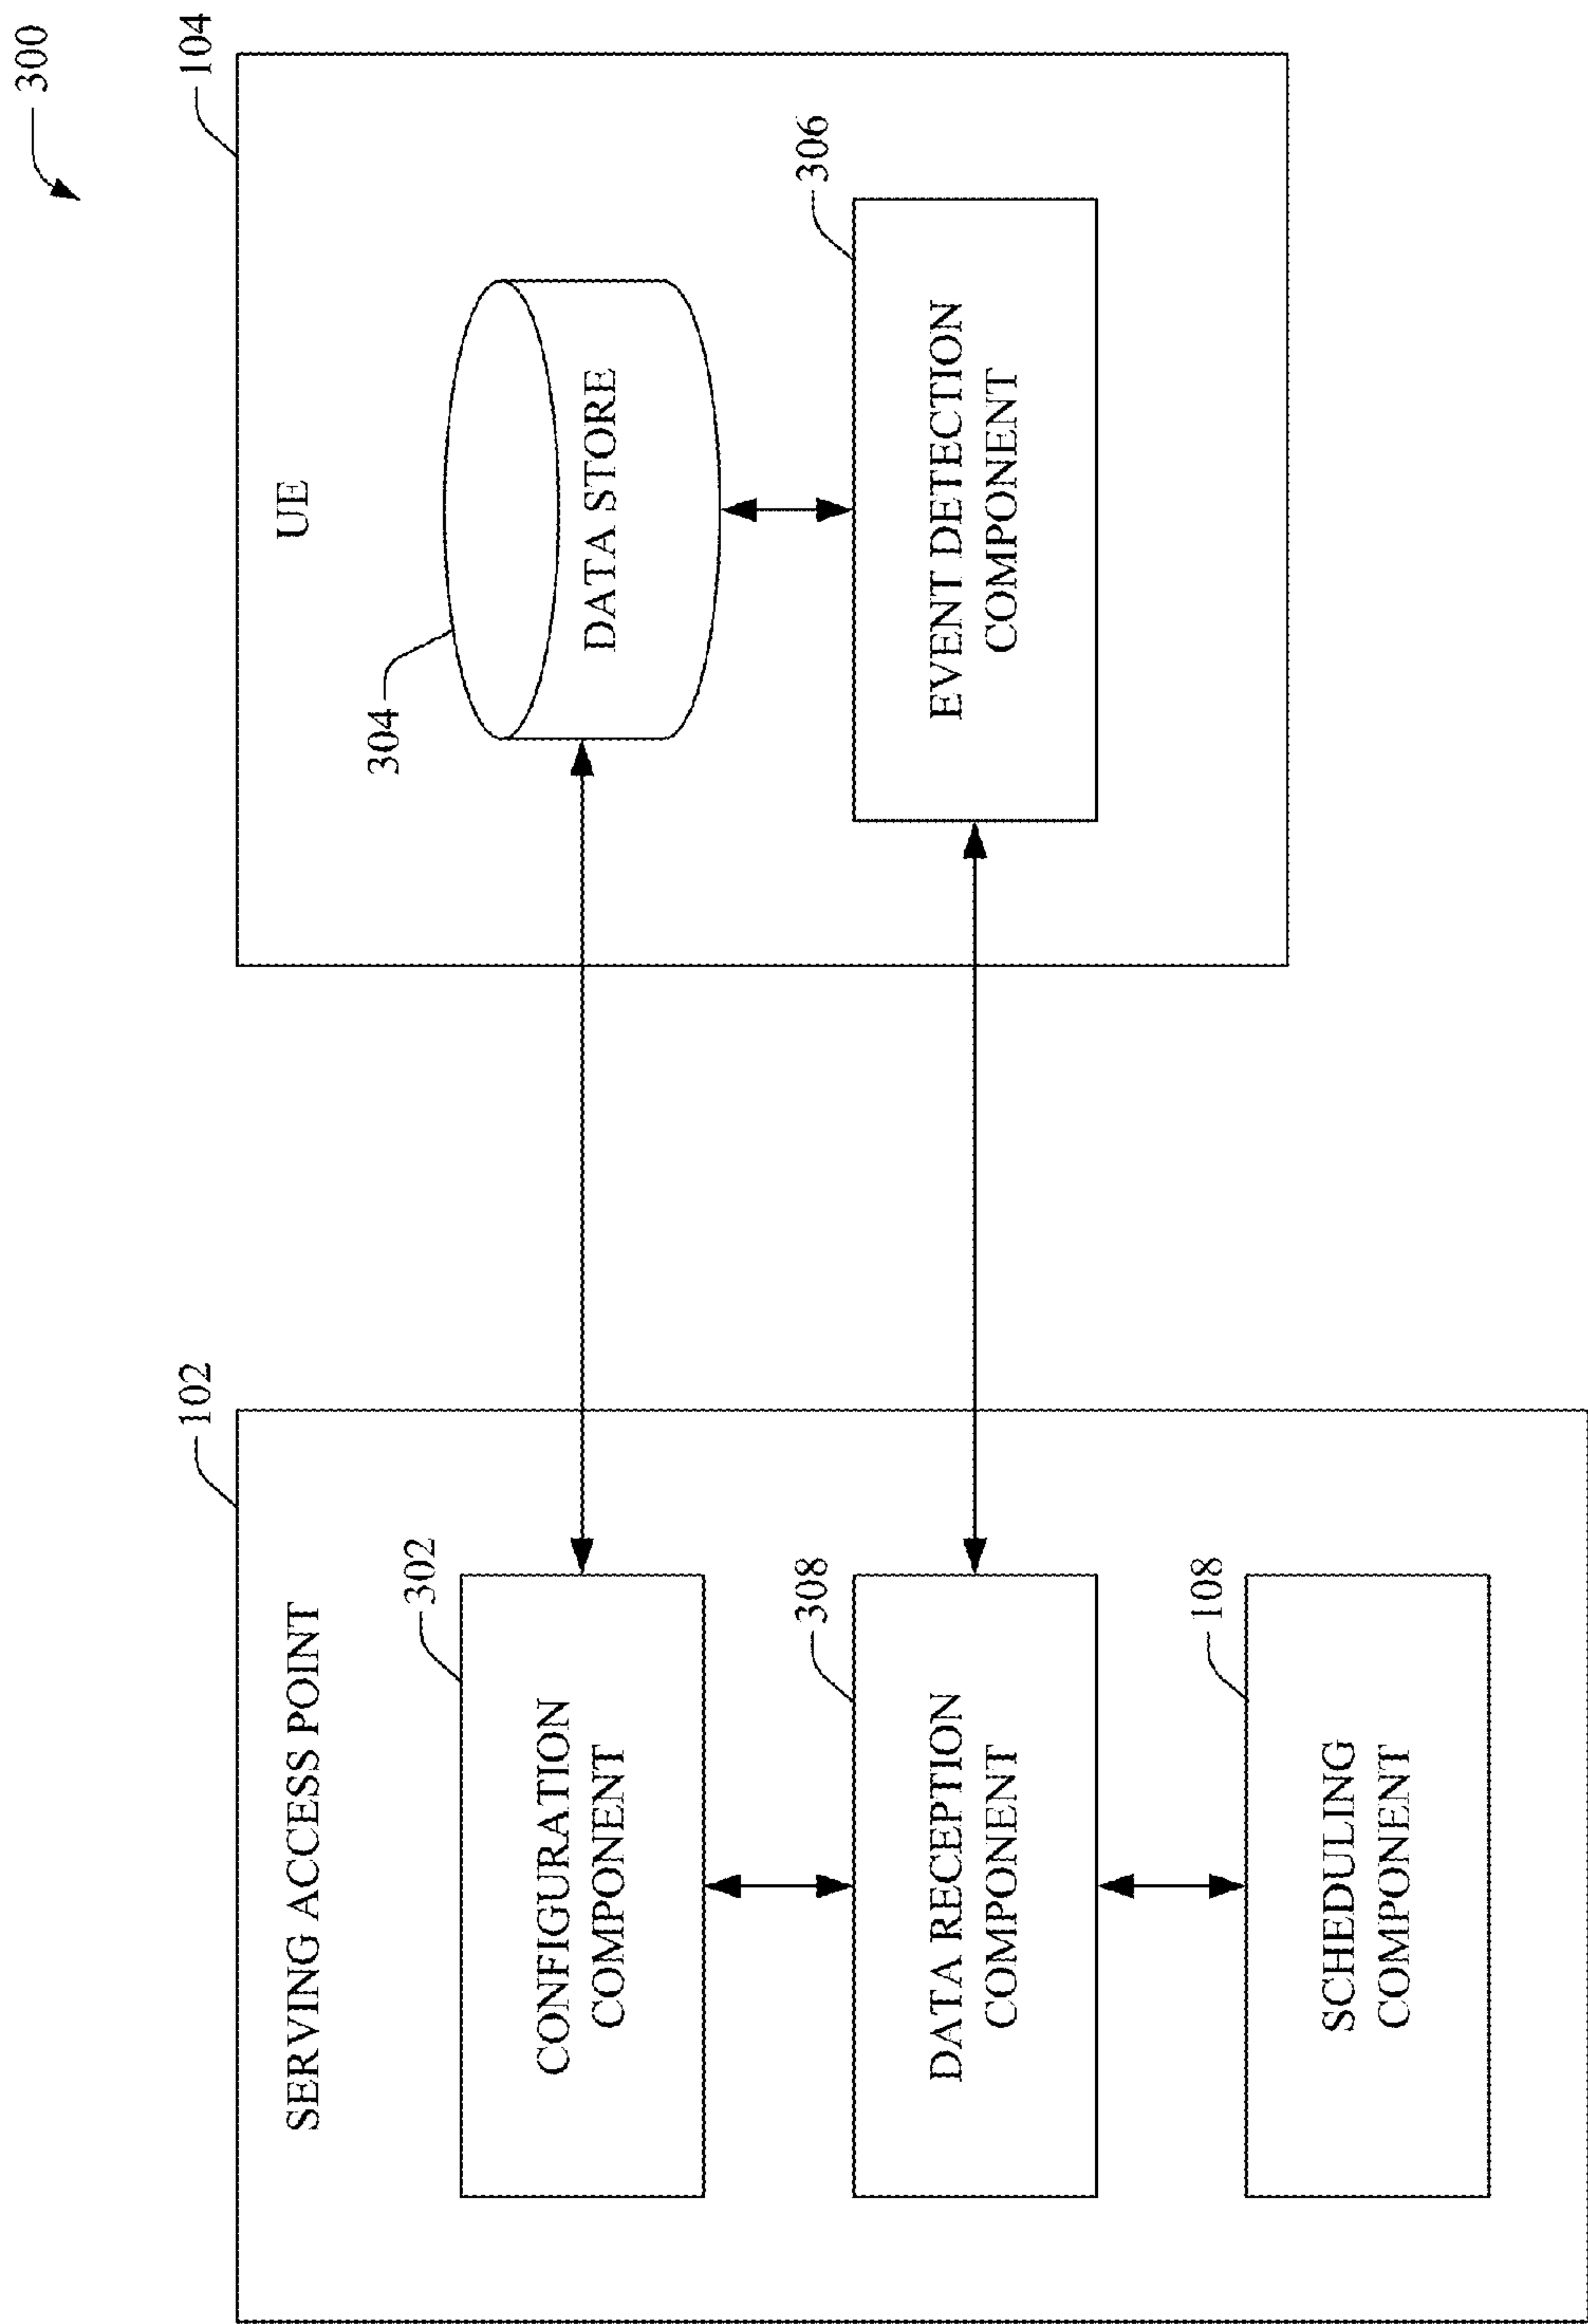 300
102
SERVING ACCESS POINT
302
CONFIGURATION
COMPONENT
308
DATA RECEPTION
COMPONENT
108
SCHEDULING
COMPONENT
104
UE
304
DATA STORE
306
EVENT DETECTION
COMPONENT